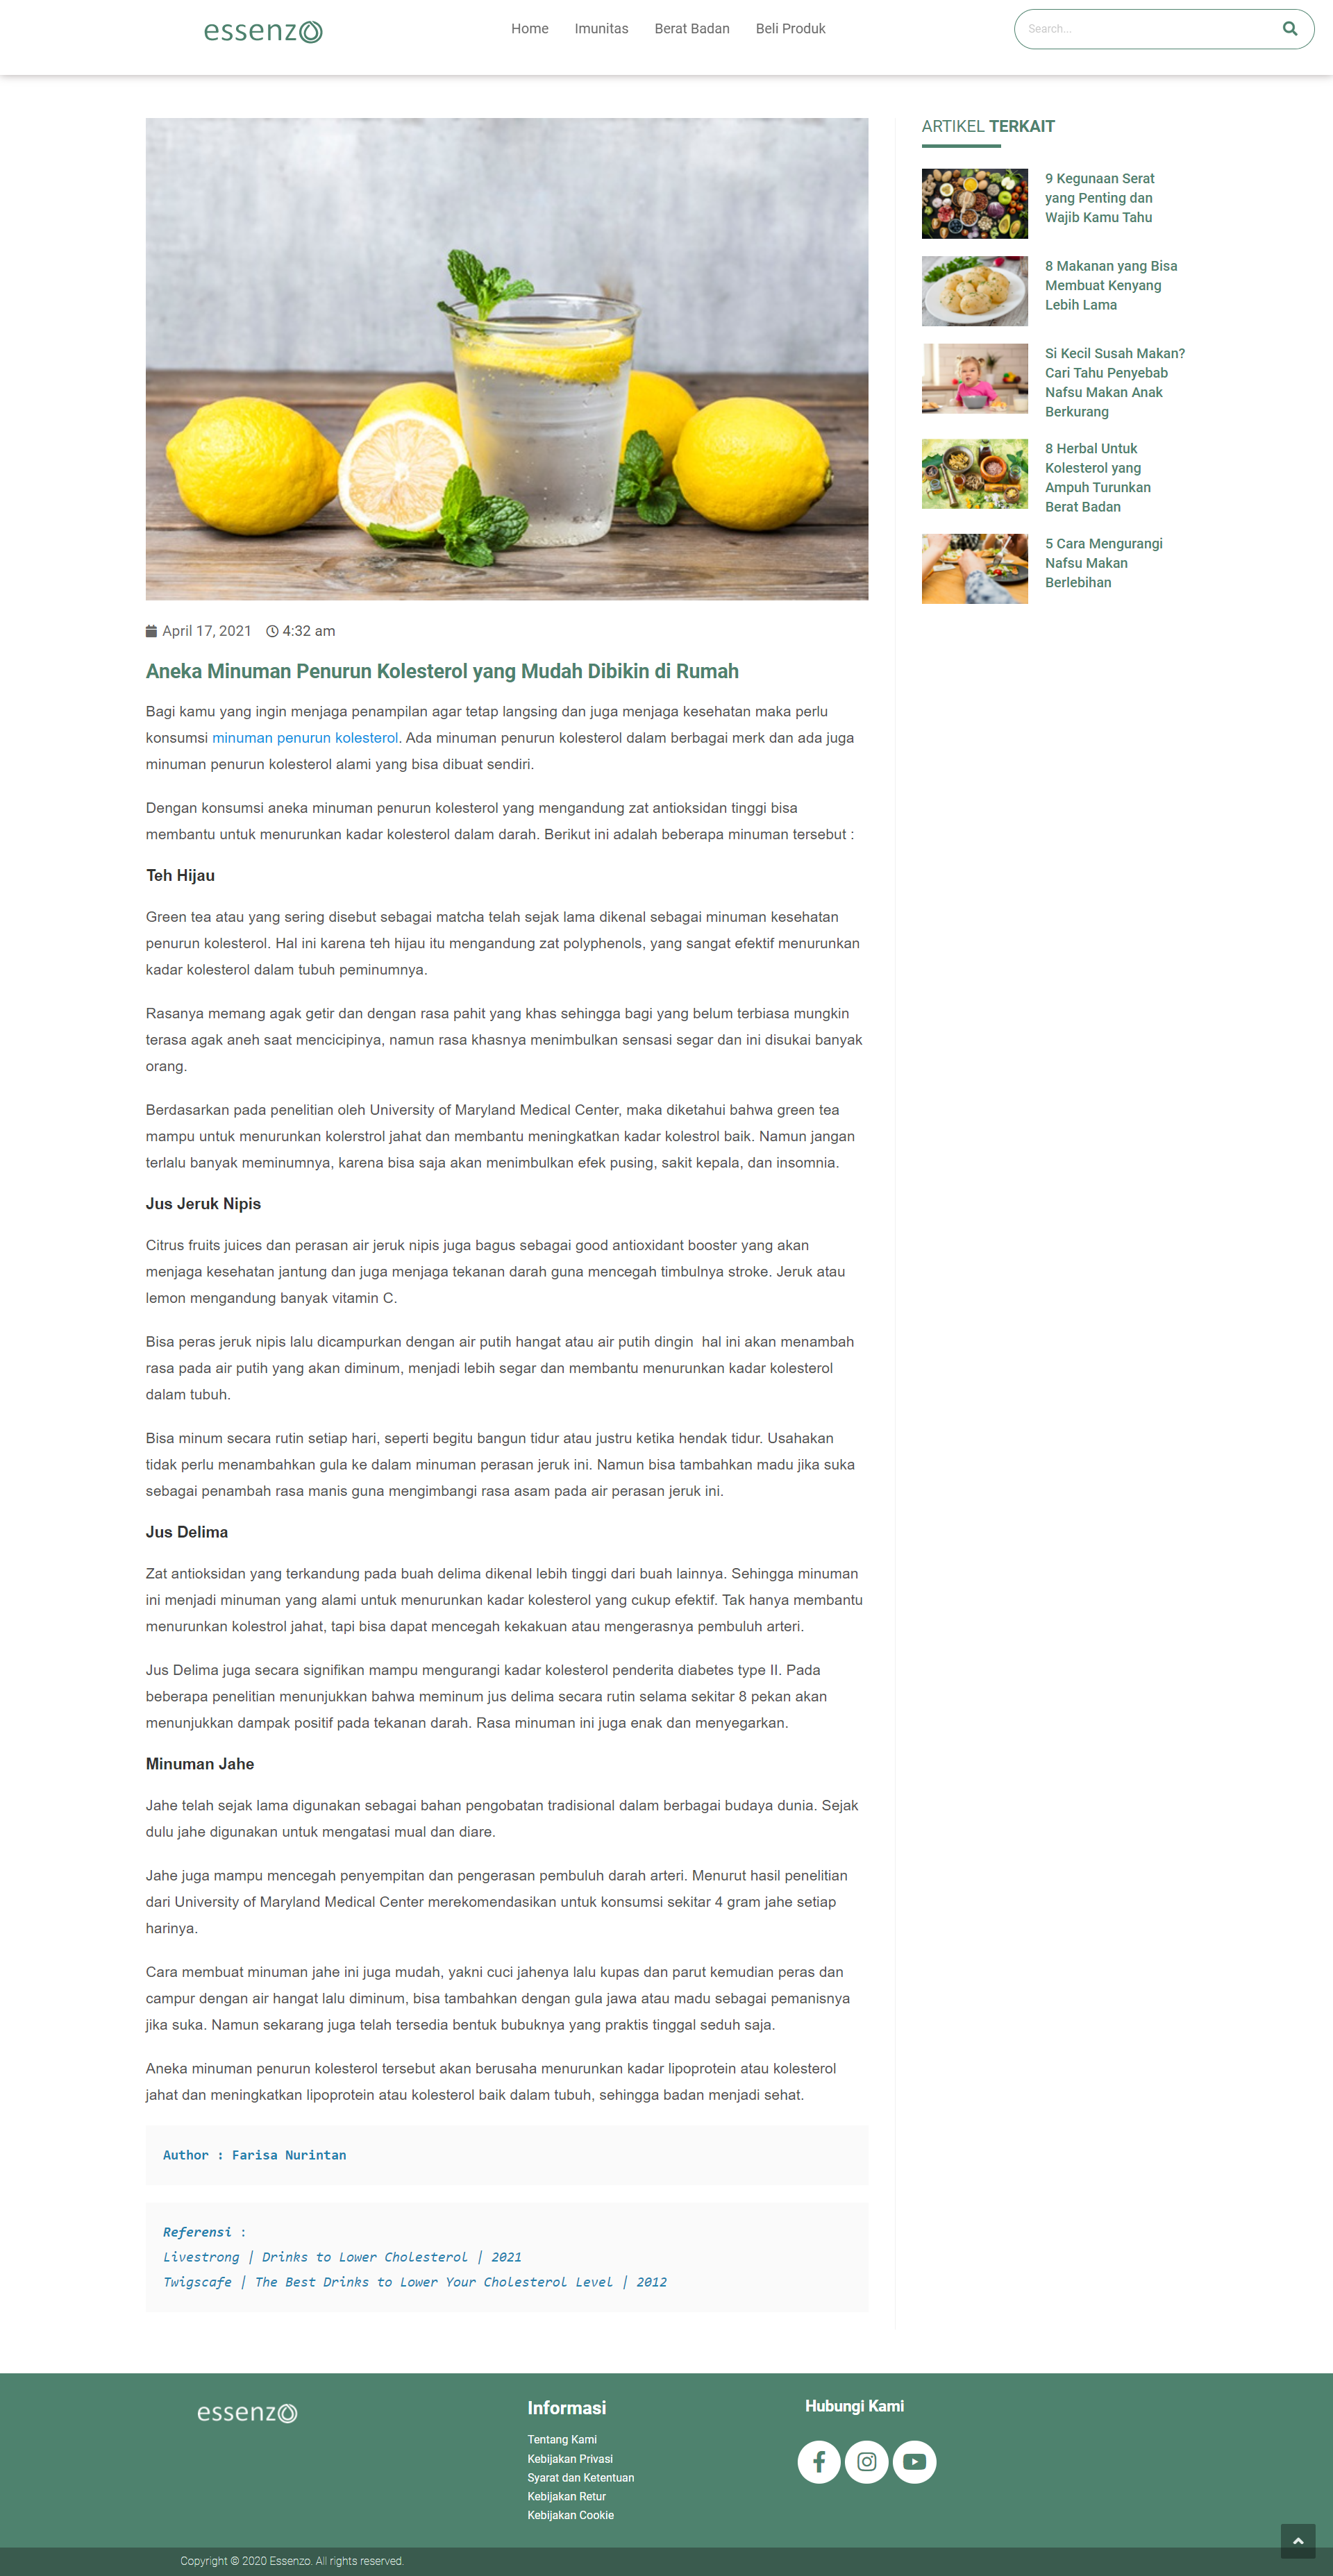 essenzo
Home Imunitas Berat Badan Beli Produk
Search...
ARTIKEL TERKAIT
9 Kegunaan Serat
yang Penting dan
Wajib Kamu Tahu
8 Makanan yang Bisa
Membuat Kenyang
Lebih Lama
Si Kecil Susah Makan?
Cari Tahu Penyebab
Nafsu Makan Anak
Berkurang
8 Herbal Untuk
Kolesterol yang
Ampuh Turunkan
Berat Badan
5 Cara Mengurangi
Nafsu Makan
Berlebihan
April 17, 2021 4:32 am
Aneka Minuman Penurun Kolesterol yang Mudah Dibikin di Rumah
Bagi kamu yang ingin menjaga penampilan agar tetap langsing dan juga menjaga kesehatan maka perlu
konsumsi minuman penurun kolesterol. Ada minuman penurun kolesterol dalam berbagai merk dan ada juga
minuman penurun kolesterol alami yang bisa dibuat sendiri.
Dengan konsumsi aneka minuman penurun kolesterol yang mengandung zat antioksidan tinggi bisa
membantu untuk menurunkan kadar kolesterol dalam darah. Berikut ini adalah beberapa minuman tersebut :
Teh Hijau
Green tea atau yang sering disebut sebagai matcha telah sejak lama dikenal sebagai minuman kesehatan
penurun kolesterol. Hal ini karena teh hijau itu mengandung zat polyphenols, yang sangat efektif menurunkan
kadar kolesterol dalam tubuh peminumnya.
Rasanya memang agak getir dan dengan rasa pahit yang khas sehingga bagi yang belum terbiasa mungkin
terasa agak aneh saat mencicipinya, namun rasa khasnya menimbulkan sensasi segar dan ini disukai banyak
orang.
Berdasarkan pada penelitian oleh University of Maryland Medical Center, maka diketahui bahwa green tea
mampu untuk menurunkan kolerstrol jahat dan membantu meningkatkan kadar kolestrol baik. Namun jangan
terlalu banyak meminumnya, karena bisa saja akan menimbulkan efek pusing, sakit kepala, dan insomnia.
Jus Jeruk Nipis
Citrus fruits juices dan perasan air jeruk nipis juga bagus sebagai good antioxidant booster yang akan
menjaga kesehatan jantung dan juga menjaga tekanan darah guna mencegah timbulnya stroke. Jeruk atau
lemon mengandung banyak vitamin C.
Bisa peras jeruk nipis lalu dicampurkan dengan air putih hangat atau air putih dingin  hal ini akan menambah
rasa pada air putih yang akan diminum, menjadi lebih segar dan membantu menurunkan kadar kolesterol
dalam tubuh.
Bisa minum secara rutin setiap hari, seperti begitu bangun tidur atau justru ketika hendak tidur. Usahakan
tidak perlu menambahkan gula ke dalam minuman perasan jeruk ini. Namun bisa tambahkan madu jika suka
sebagai penambah rasa manis guna mengimbangi rasa asam pada air perasan jeruk ini.
Jus Delima
Zat antioksidan yang terkandung pada buah delima dikenal lebih tinggi dari buah lainnya. Sehingga minuman
ini menjadi minuman yang alami untuk menurunkan kadar kolesterol yang cukup efektif. Tak hanya membantu
menurunkan kolestrol jahat, tapi bisa dapat mencegah kekakuan atau mengerasnya pembuluh arteri.
Jus Delima juga secara signifikan mampu mengurangi kadar kolesterol penderita diabetes type II. Pada
beberapa penelitian menunjukkan bahwa meminum jus delima secara rutin selama sekitar 8 pekan akan
menunjukkan dampak positif pada tekanan darah. Rasa minuman ini juga enak dan menyegarkan.
Minuman Jahe
Jahe telah sejak lama digunakan sebagai bahan pengobatan tradisional dalam berbagai budaya dunia. Sejak
dulu jahe digunakan untuk mengatasi mual dan diare.
Jahe juga mampu mencegah penyempitan dan pengerasan pembuluh darah arteri. Menurut hasil penelitian
dari University of Maryland Medical Center merekomendasikan untuk konsumsi sekitar 4 gram jahe setiap
harinya.
Cara membuat minuman jahe ini juga mudah, yakni cuci jahenya lalu kupas dan parut kemudian peras dan
campur dengan air hangat lalu diminum, bisa tambahkan dengan gula jawa atau madu sebagai pemanisnya
jika suka. Namun sekarang juga telah tersedia bentuk bubuknya yang praktis tinggal seduh saja.
Aneka minuman penurun kolesterol tersebut akan berusaha menurunkan kadar lipoprotein atau kolesterol
jahat dan meningkatkan lipoprotein atau kolesterol baik dalam tubuh, sehingga badan menjadi sehat.
Author : Farisa Nurintan
Referensi :
Livestrong | Drinks to Lower Cholesterol | 2021
Twigscafe | The Best Drinks to Lower Your Cholesterol Level | 2012
essenzo
Informasi
Tentang Kami
Kebijakan Privasi
Syarat dan Ketentuan
Kebijakan Retur
Kebijakan Cookie
Hubungi Kami
Copyright © 2020 Essenzo. All rights reserved.